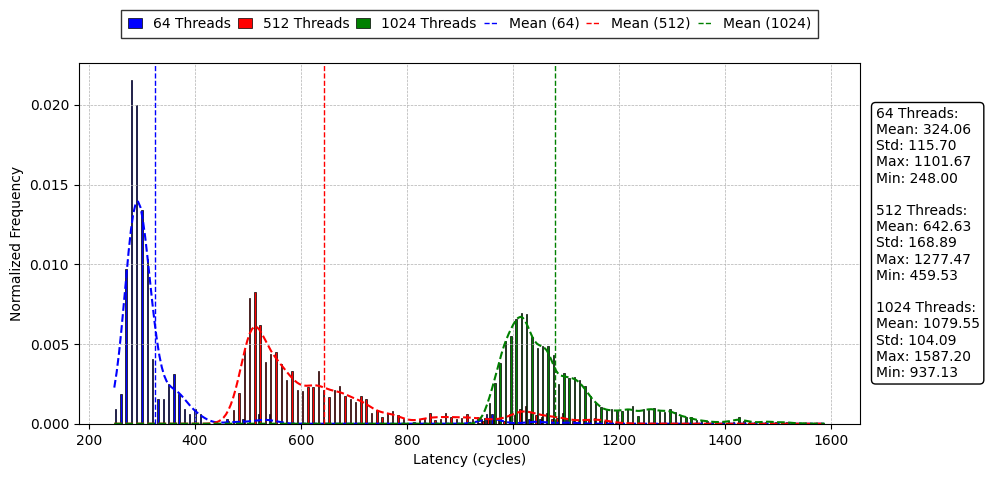 64 Threads 512 Threads 1024 Threads Mean (64) Mean (512) Mean (1024)
0.020
0.015
0.010
0.005
0.000
Normalized Frequency
200 400 600 800 1000 1200 1400 1600
Latency (cycles)
64 Threads:
Mean: 324.06
Std: 115.70
Max: 1101.67
Min: 248.00
512 Threads:
Mean: 642.63
Std: 168.89
Max: 1277.47
Min: 459.53
1024 Threads:
Mean: 1079.55
Std: 104.09
Max: 1587.20
Min: 937.13